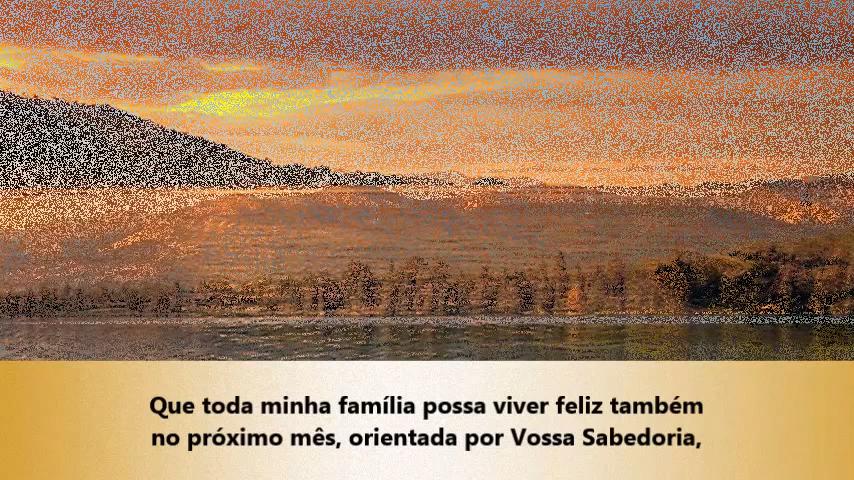 Que toda minha família possa viver feliz também
no próximo mês, orientada por Vossa Sabedoria,